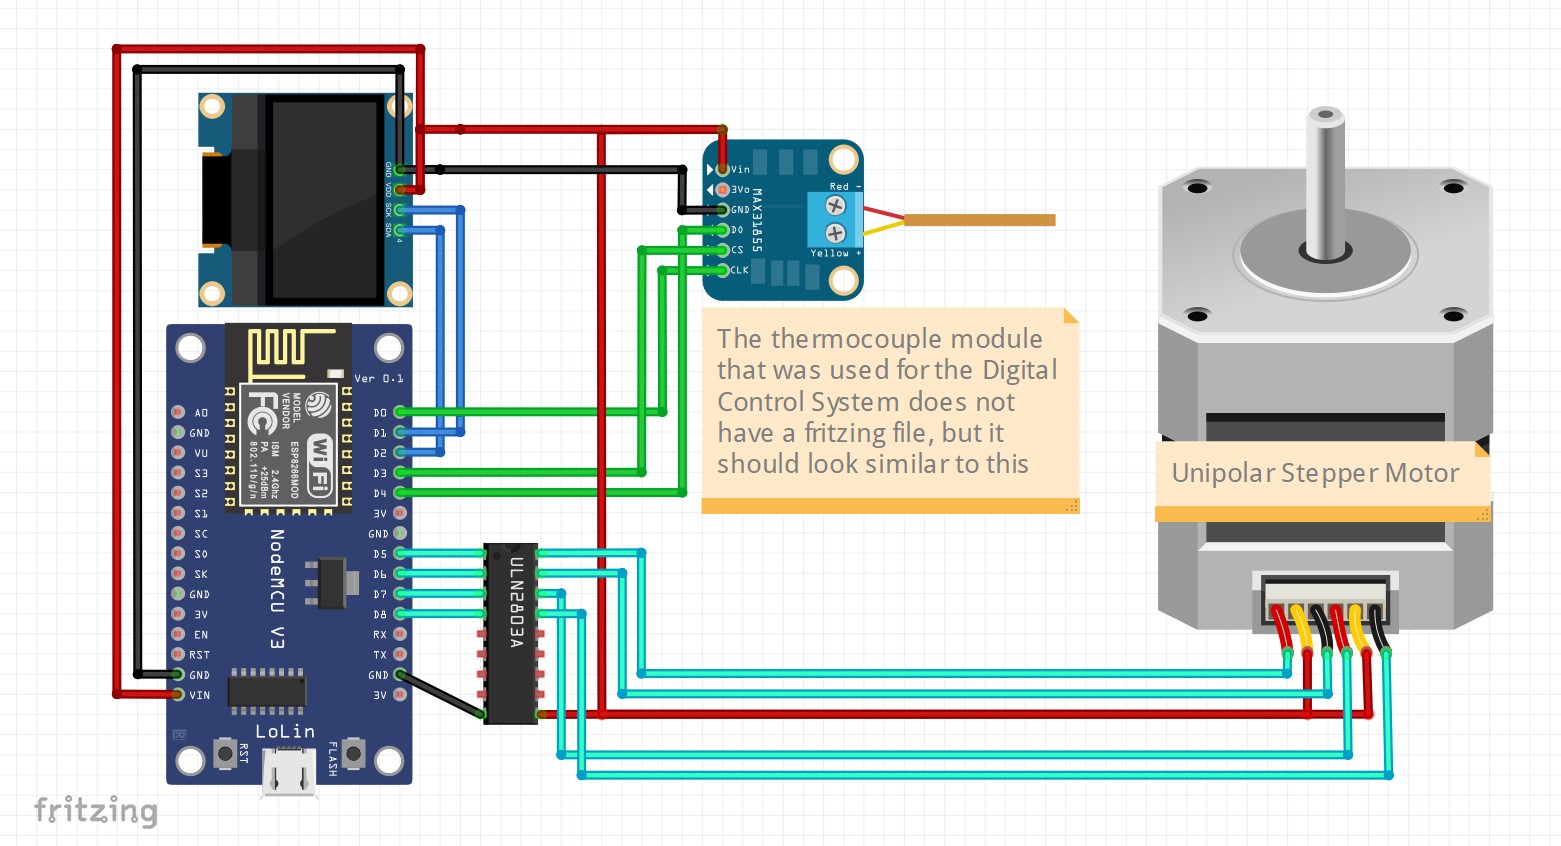 GND
VDD
SCK
SDA
4
Vin
3Vo
GND
DO
CS
CLK
MAX31855
Red -
Yellow +
The thermocouple module
that was used for the Digital
Control System does not
have a fritzing file, but it
should look similar to this
Unipolar Stepper Motor
Ver 0.1
MODEL
VENDOR
ESP8266MOD
FC
WiFi
ISM 2.4GHz
PA +25dBm
802.11b/g/n
A0
GND
VU
S3
S2
S1
SC
S0
SK
GND
3V
EN
RST
GND
VIN
D0
D1
D2
D3
D4
3V
GND
D5
D6
D7
D8
RX
TX
GND
3V
NodeMCU V3
LoLin
RST
FLASH
ULN2803A
fritzing